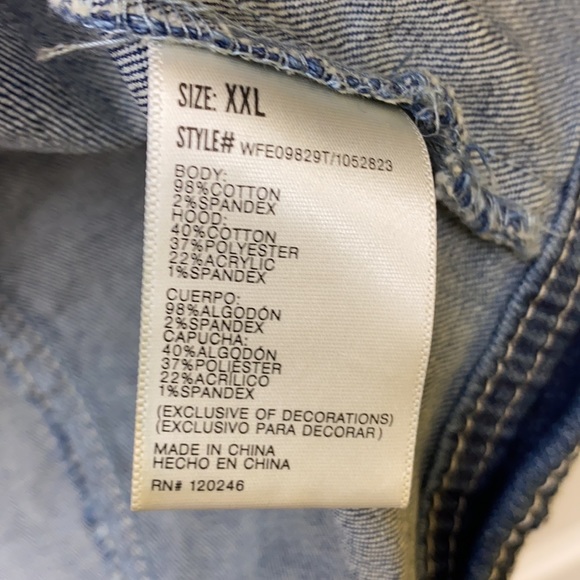 SIZE: XXL
STYLE# WFE09829T/1052823
BODY:
98%COTTON
2%SPANDEX
HOOD:
40%COTTON
37%POLYESTER
22%ACRYLIC
1%SPANDEX
CUERPO:
98%ALGODÓN
2%SPANDEX
CAPUCHA:
40%ALGODÓN
37%POLIÉSTER
22%ACRÍLICO
1%SPANDEX
(EXCLUSIVE OF DECORATIONS)
(EXCLUSIVO PARA DECORAR)
MADE IN CHINA
HECHO EN CHINA
RN# 120246